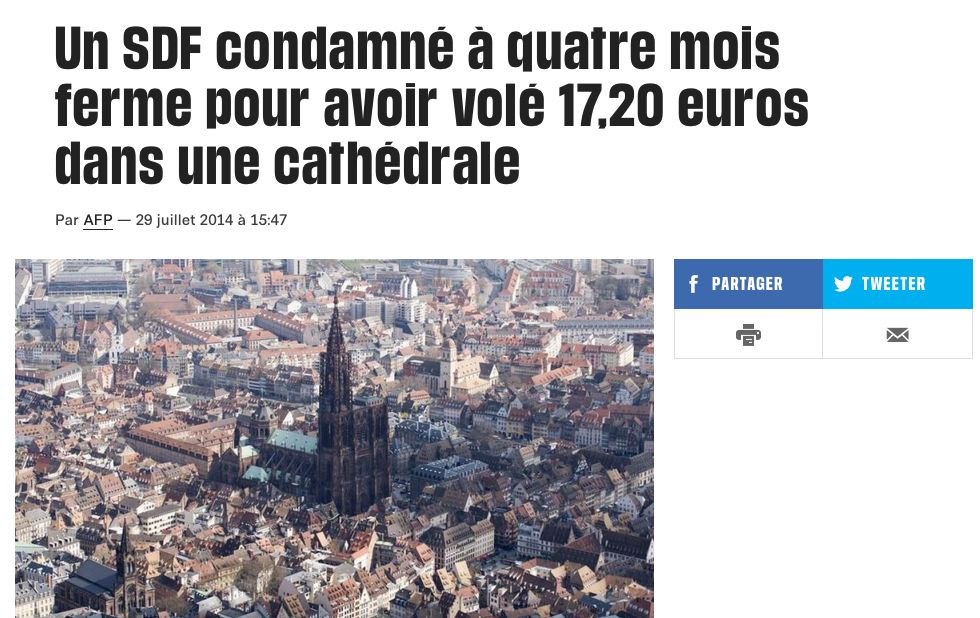 Un SDF condamné à quatre mois
ferme pour avoir volé 17,20 euros
dans une cathédrale
Par AFP — 29 juillet 2014 à 15:47
PARTAGER
TWEETER